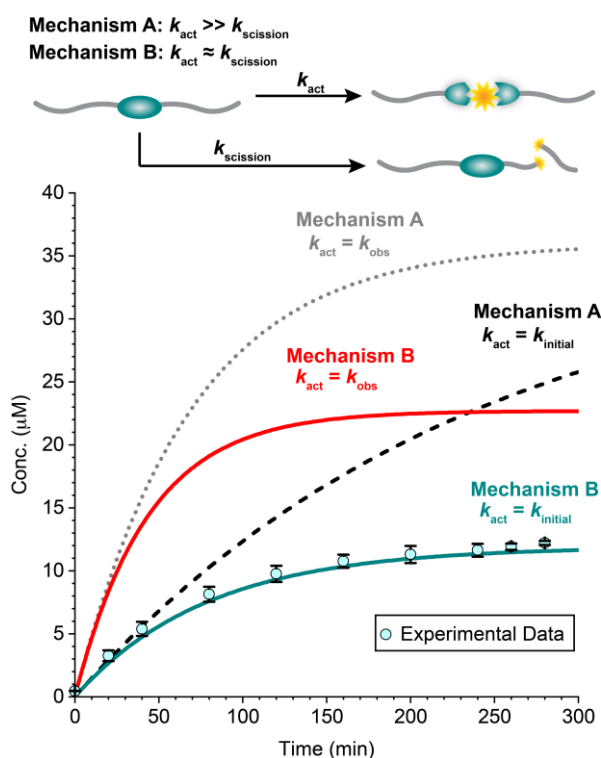 Mechanism A: kact >> kscission
Mechanism B: kact ≈ kscission
kact
kscission
40
35
30
25
20
15
10
5
0
Conc. (μM)
Mechanism A
kact = kobs
Mechanism A
kact = kinitial
Mechanism B
kact = kobs
Mechanism B
kact = kinitial
Experimental Data
0 50 100 150 200 250 300
Time (min)